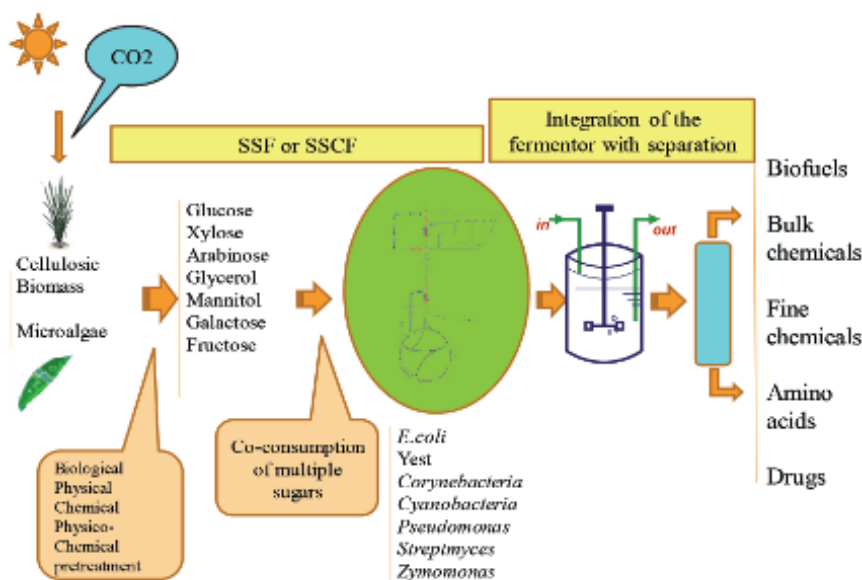 CO2
SSF or SSCF
Integration of the
fermentor with separation
Cellulosic
Biomass
Microalgae
Glucose
Xylose
Arabinose
Glycerol
Mannitol
Galactose
Fructose
in
out
Biofuels
Bulk
chemicals
Fine
chemicals
Amino
acids
Drugs
Biological
Physical
Chemical
Physico-
Chemical
pretreatment
Co-consumption
of multiple
sugars
E.coli
Yest
Corynebacteria
Cyanobacteria
Pseudomonas
Streptmyces
Zymomonas